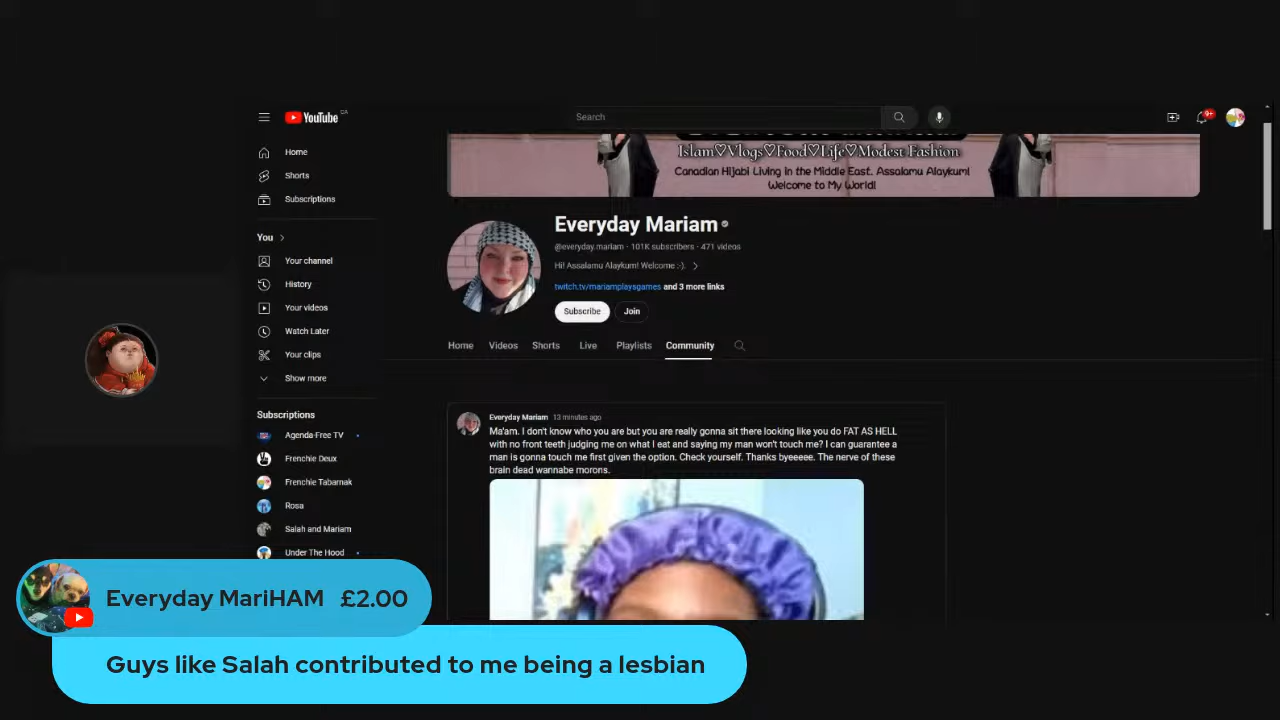 YouTube CA
Search
9+
Home
Shorts
Subscriptions
You
Your channel
History
Your videos
Watch Later
Your clips
Show more
Subscriptions
Agenda-Free TV
Frenchie Deux
Frenchie Tabarnak
Rosa
Salah and Mariam
Under The Hood
Islam♡Vlogs♡Food♡Life♡Modest Fashion
Canadian Hijabi Living in the Middle East. Assalamu Alaykum!
Welcome to My World!
Everyday Mariam
@everyday.mariam · 101K subscribers · 471 videos
Hi! Assalamu Alaykum! Welcome :-).
twitch.tv/mariamplaysgames and 3 more links
Subscribe Join
Home Videos Shorts Live Playlists Community
Everyday Mariam 13 minutes ago
Ma'am. I don't know who you are but you are really gonna sit there looking like you do FAT AS HELL
with no front teeth judging me on what I eat and saying my man won't touch me? I can guarantee a
man is gonna touch me first given the option. Check yourself. Thanks byeeeee. The nerve of these
brain dead wannabe morons.
Everyday MariHAM £2.00
Guys like Salah contributed to me being a lesbian